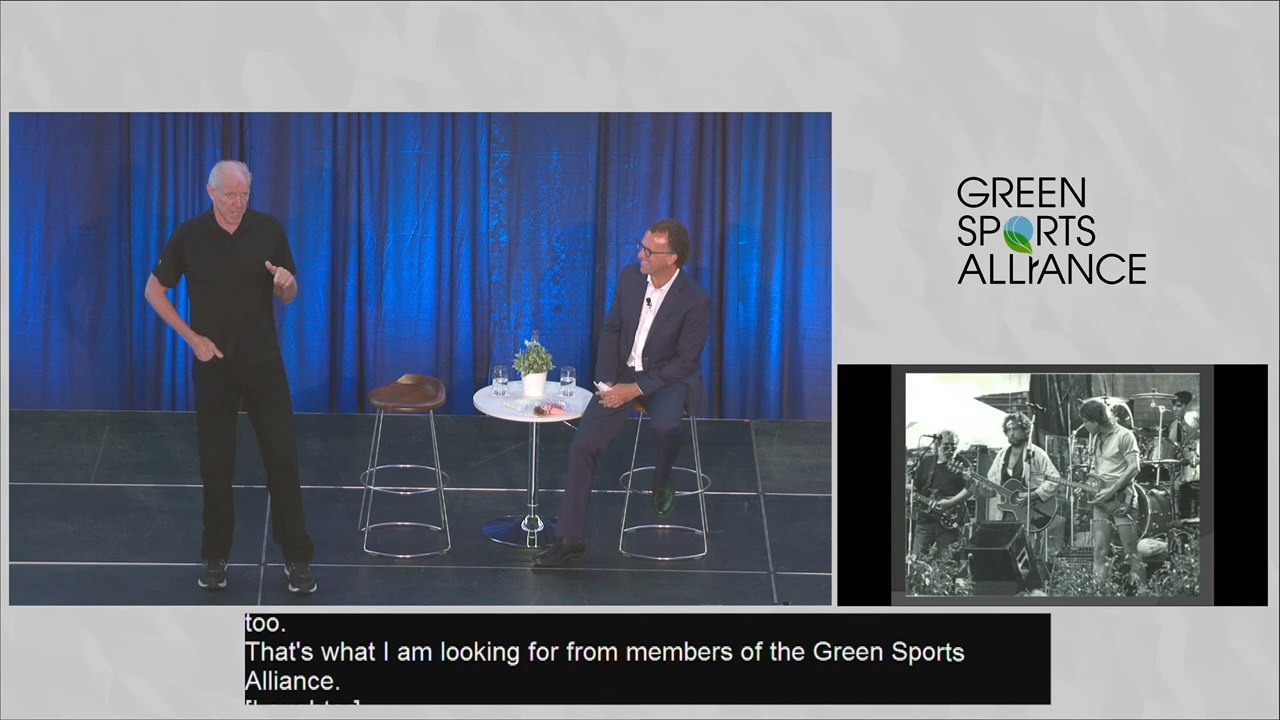 GREEN
SPORTS
ALLIANCE
too.
That's what I am looking for from members of the Green Sports
Alliance.